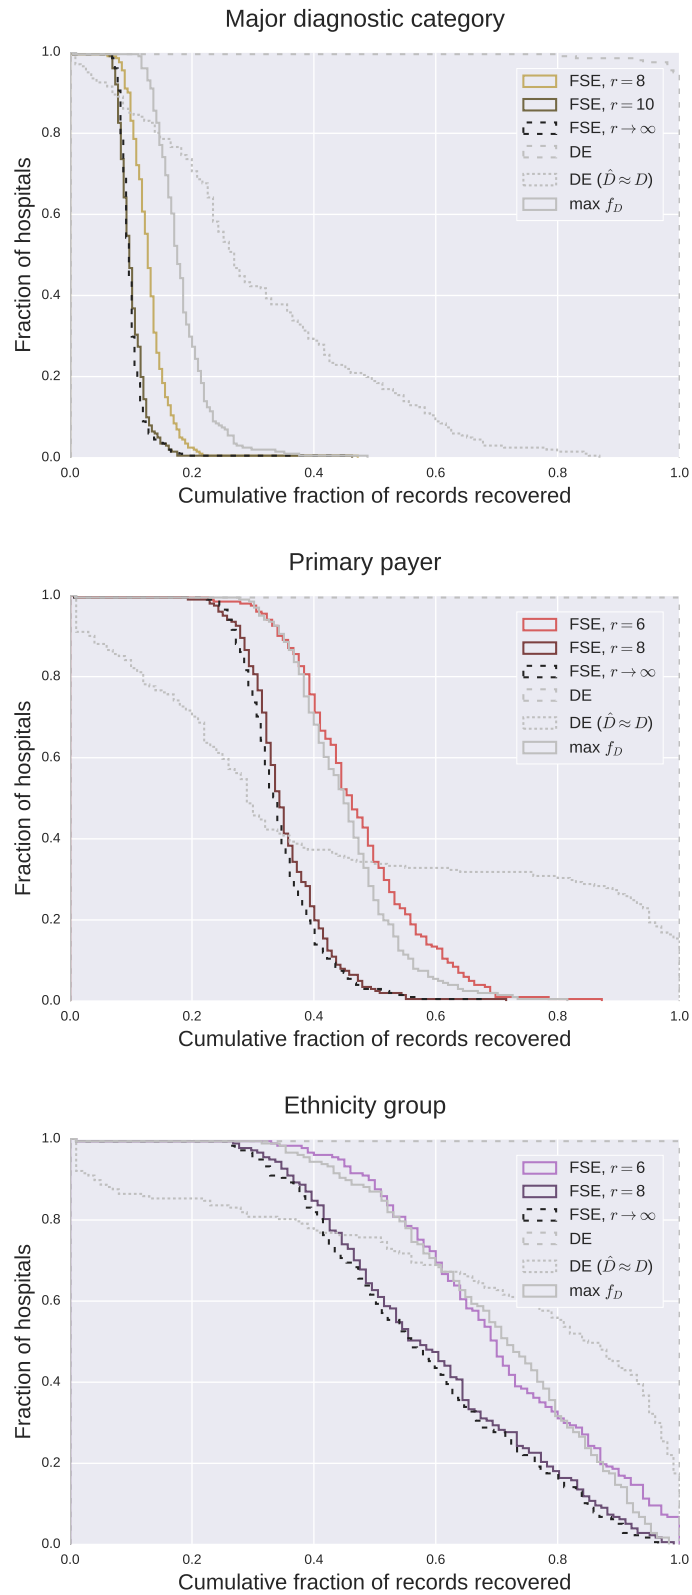 Major diagnostic category
1.0
0.8
0.6
0.4
0.2
0.0
Fraction of hospitals
FSE, r = 8
FSE, r = 10
FSE, r → ∞
DE
DE (D̂ ≈ D)
max f_D
0.0 0.2 0.4 0.6 0.8 1.0
Cumulative fraction of records recovered
Primary payer
1.0
0.8
0.6
0.4
0.2
0.0
Fraction of hospitals
FSE, r = 6
FSE, r = 8
FSE, r → ∞
DE
DE (D̂ ≈ D)
max f_D
0.0 0.2 0.4 0.6 0.8 1.0
Cumulative fraction of records recovered
Ethnicity group
1.0
0.8
0.6
0.4
0.2
0.0
Fraction of hospitals
FSE, r = 6
FSE, r = 8
FSE, r → ∞
DE
DE (D̂ ≈ D)
max f_D
0.0 0.2 0.4 0.6 0.8 1.0
Cumulative fraction of records recovered